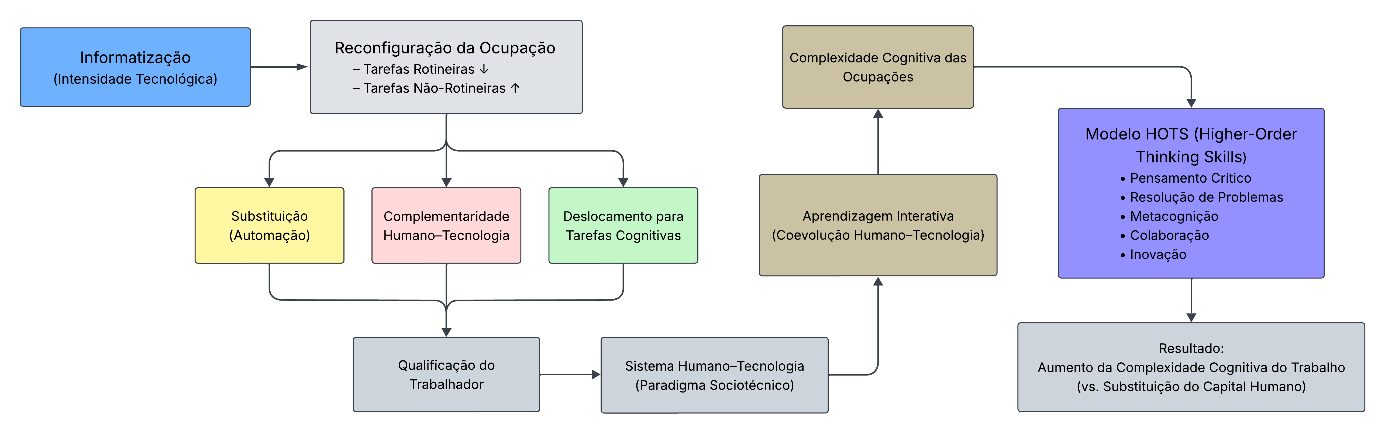 Informatização
(Intensidade Tecnológica)
Reconfiguração da Ocupação
– Tarefas Rotineiras ↓
– Tarefas Não-Rotineiras ↑
Substituição
(Automação)
Complementaridade
Humano–Tecnologia
Deslocamento para
Tarefas Cognitivas
Qualificação do
Trabalhador
Sistema Humano–Tecnologia
(Paradigma Sociotécnico)
Aprendizagem Interativa
(Coevolução Humano–Tecnologia)
Complexidade Cognitiva das
Ocupações
Modelo HOTS (Higher-Order
Thinking Skills)
• Pensamento Crítico
• Resolução de Problemas
• Metacognição
• Colaboração
• Inovação
Resultado:
Aumento da Complexidade Cognitiva do Trabalho
(vs. Substituição do Capital Humano)